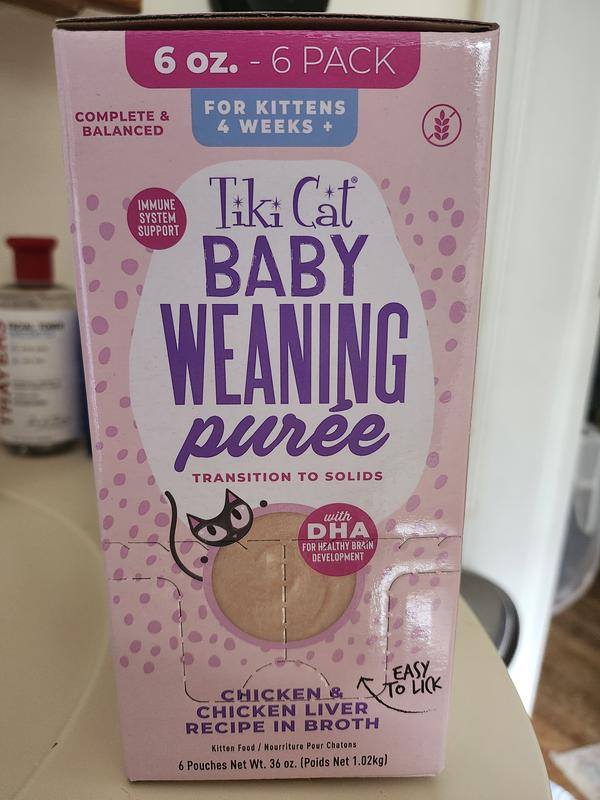 6 oz. - 6 PACK
FOR KITTENS
4 WEEKS +
COMPLETE &
BALANCED
IMMUNE
SYSTEM
SUPPORT
Tiki Cat®
BABY
WEANING
purée
TRANSITION TO SOLIDS
with
DHA
FOR HEALTHY BRAIN
DEVELOPMENT
EASY
TO LICK
CHICKEN &
CHICKEN LIVER
RECIPE IN BROTH
Kitten Food / Nourriture Pour Chatons
6 Pouches Net Wt. 36 oz. (Poids Net 1.02kg)
THAYERS